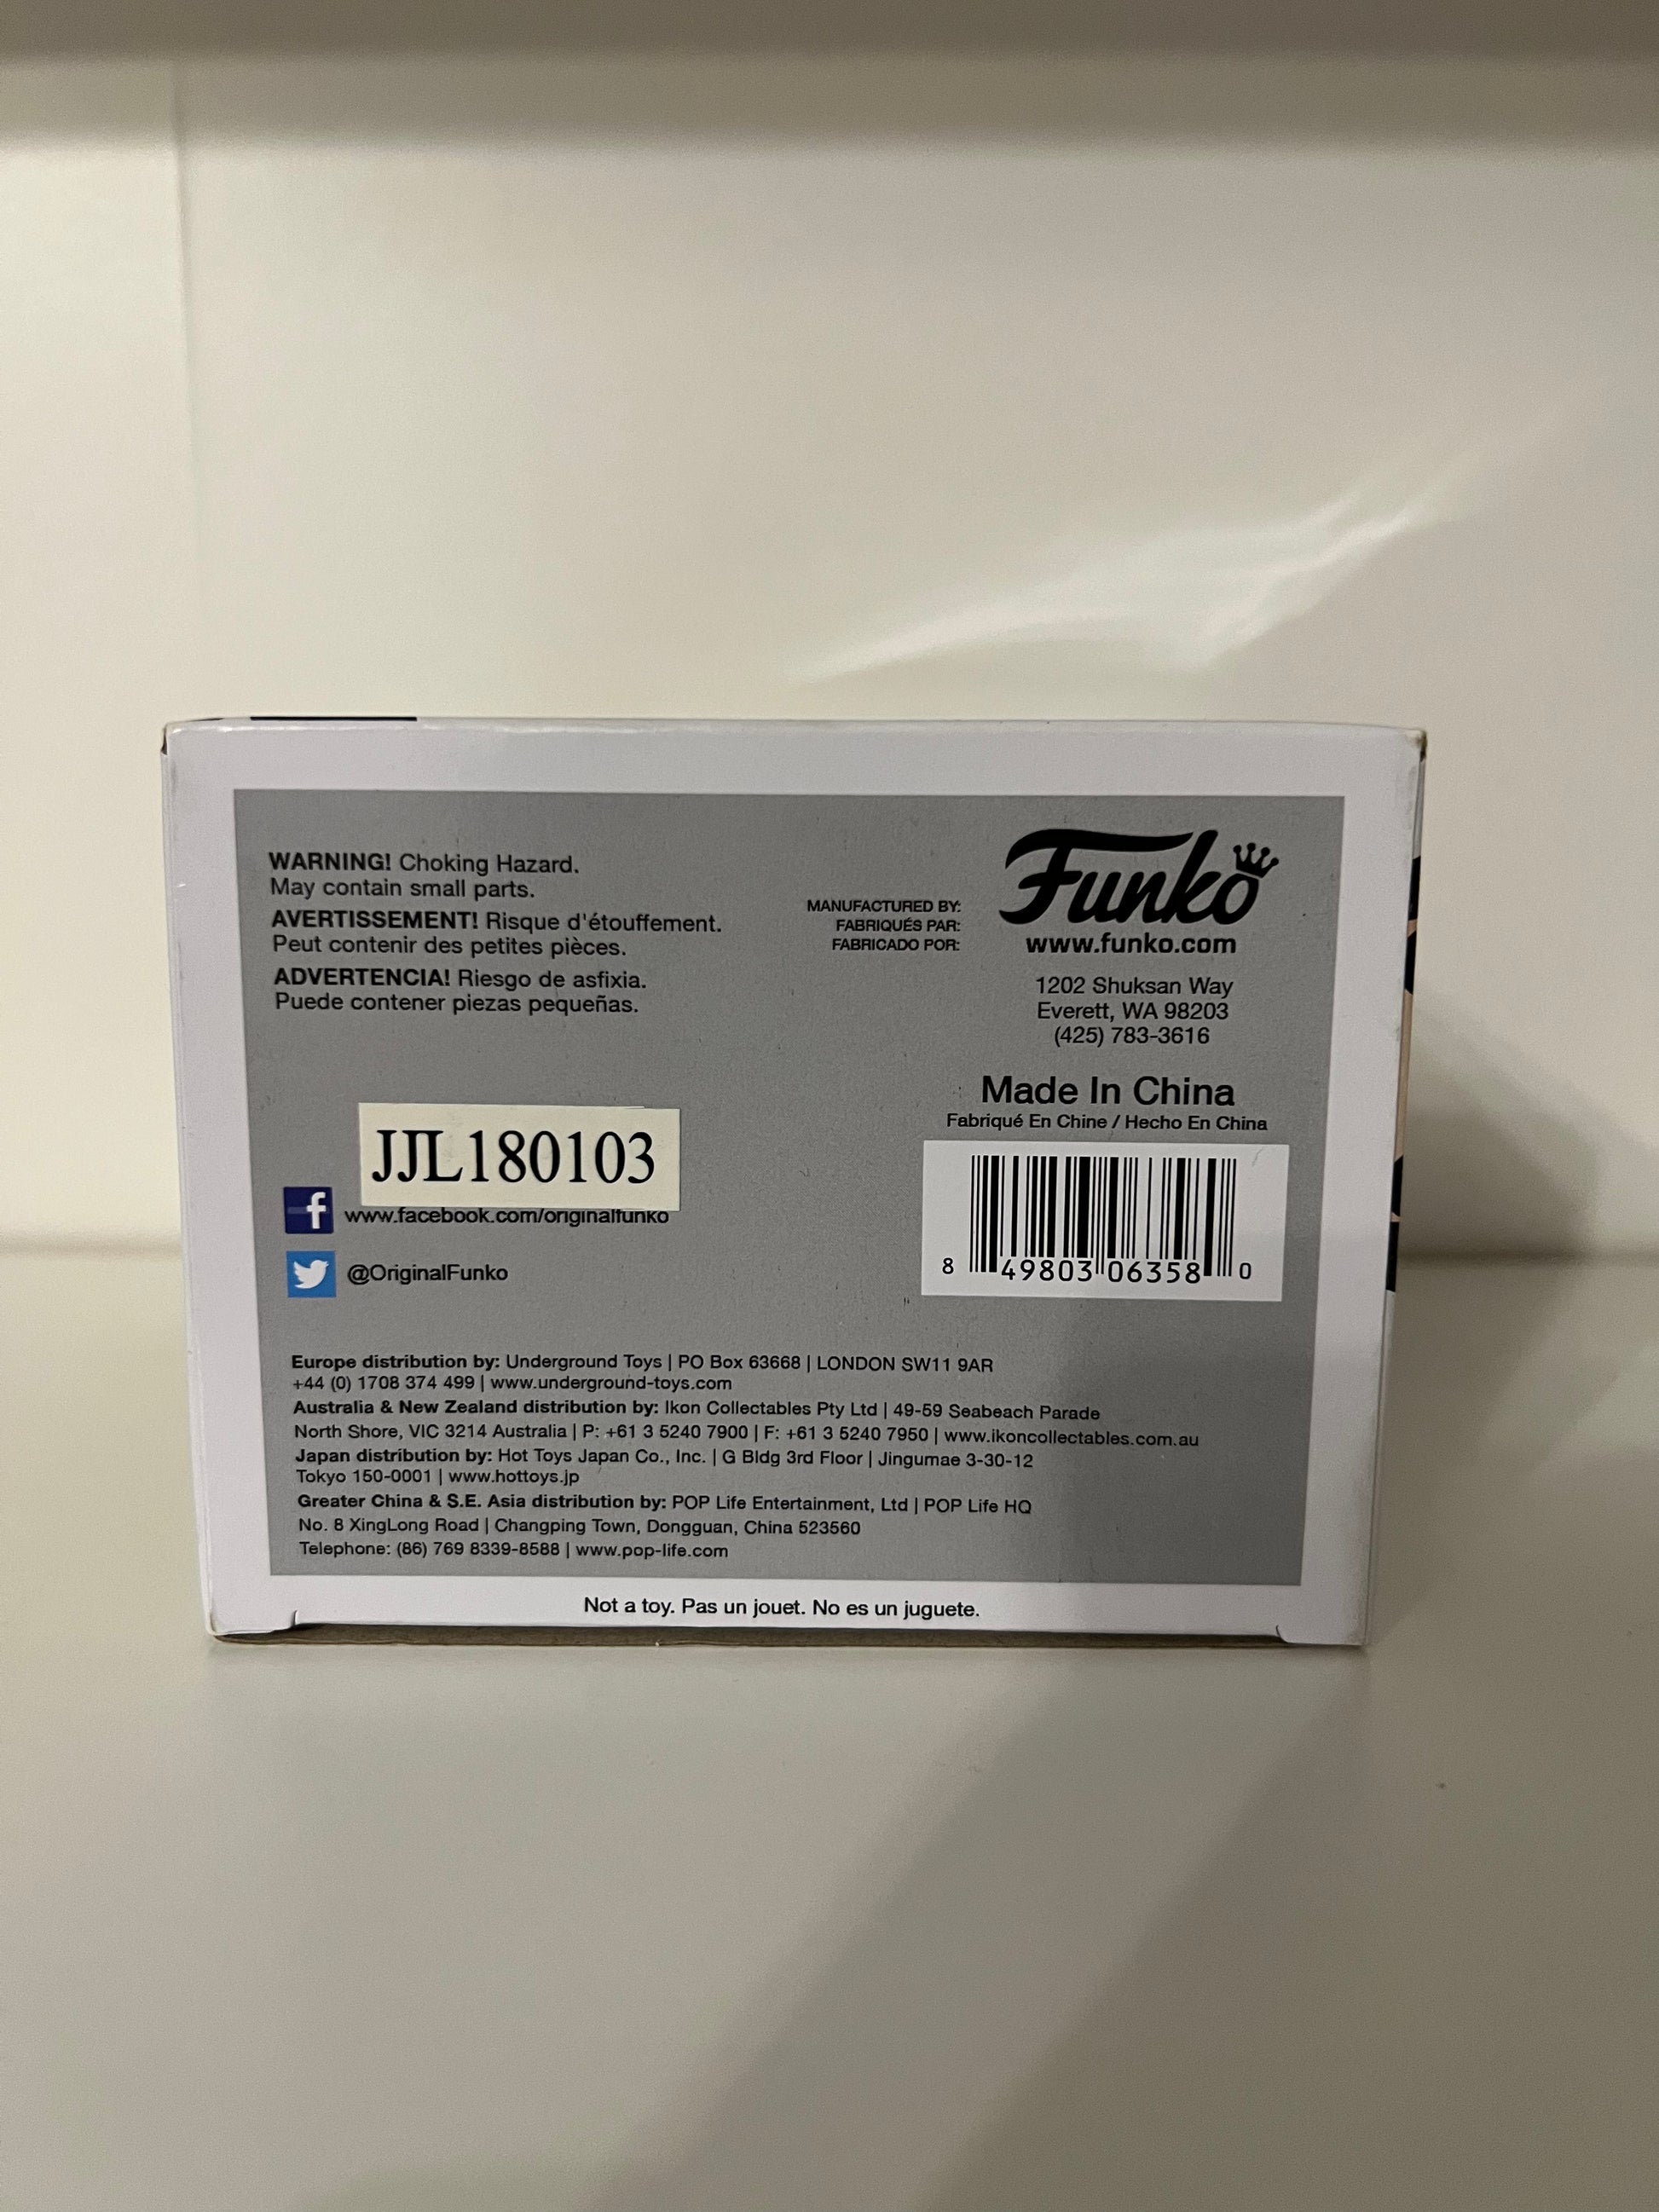 WARNING! Choking Hazard.
May contain small parts.
AVERTISSEMENT! Risque d'étouffement.
Peut contenir des petites pièces.
ADVERTENCIA! Riesgo de asfixia.
Puede contener piezas pequeñas.
MANUFACTURED BY:
FABRIQUÉS PAR:
FABRICADO POR:
Funko
www.funko.com
1202 Shuksan Way
Everett, WA 98203
(425) 783-3616
Made In China
Fabriqué En Chine / Hecho En China
JJL180103
f www.facebook.com/originalfunko
@OriginalFunko
8 49803 06358 0
Europe distribution by: Underground Toys | PO Box 63668 | LONDON SW11 9AR
+44 (0) 1708 374 499 | www.underground-toys.com
Australia & New Zealand distribution by: Ikon Collectables Pty Ltd | 49-59 Seabeach Parade
North Shore, VIC 3214 Australia | P: +61 3 5240 7900 | F: +61 3 5240 7950 | www.ikoncollectables.com.au
Japan distribution by: Hot Toys Japan Co., Inc. | G Bldg 3rd Floor | Jingumae 3-30-12
Tokyo 150-0001 | www.hottoys.jp
Greater China & S.E. Asia distribution by: POP Life Entertainment, Ltd | POP Life HQ
No. 8 XingLong Road | Changping Town, Dongguan, China 523560
Telephone: (86) 769 8339-8588 | www.pop-life.com
Not a toy. Pas un jouet. No es un juguete.